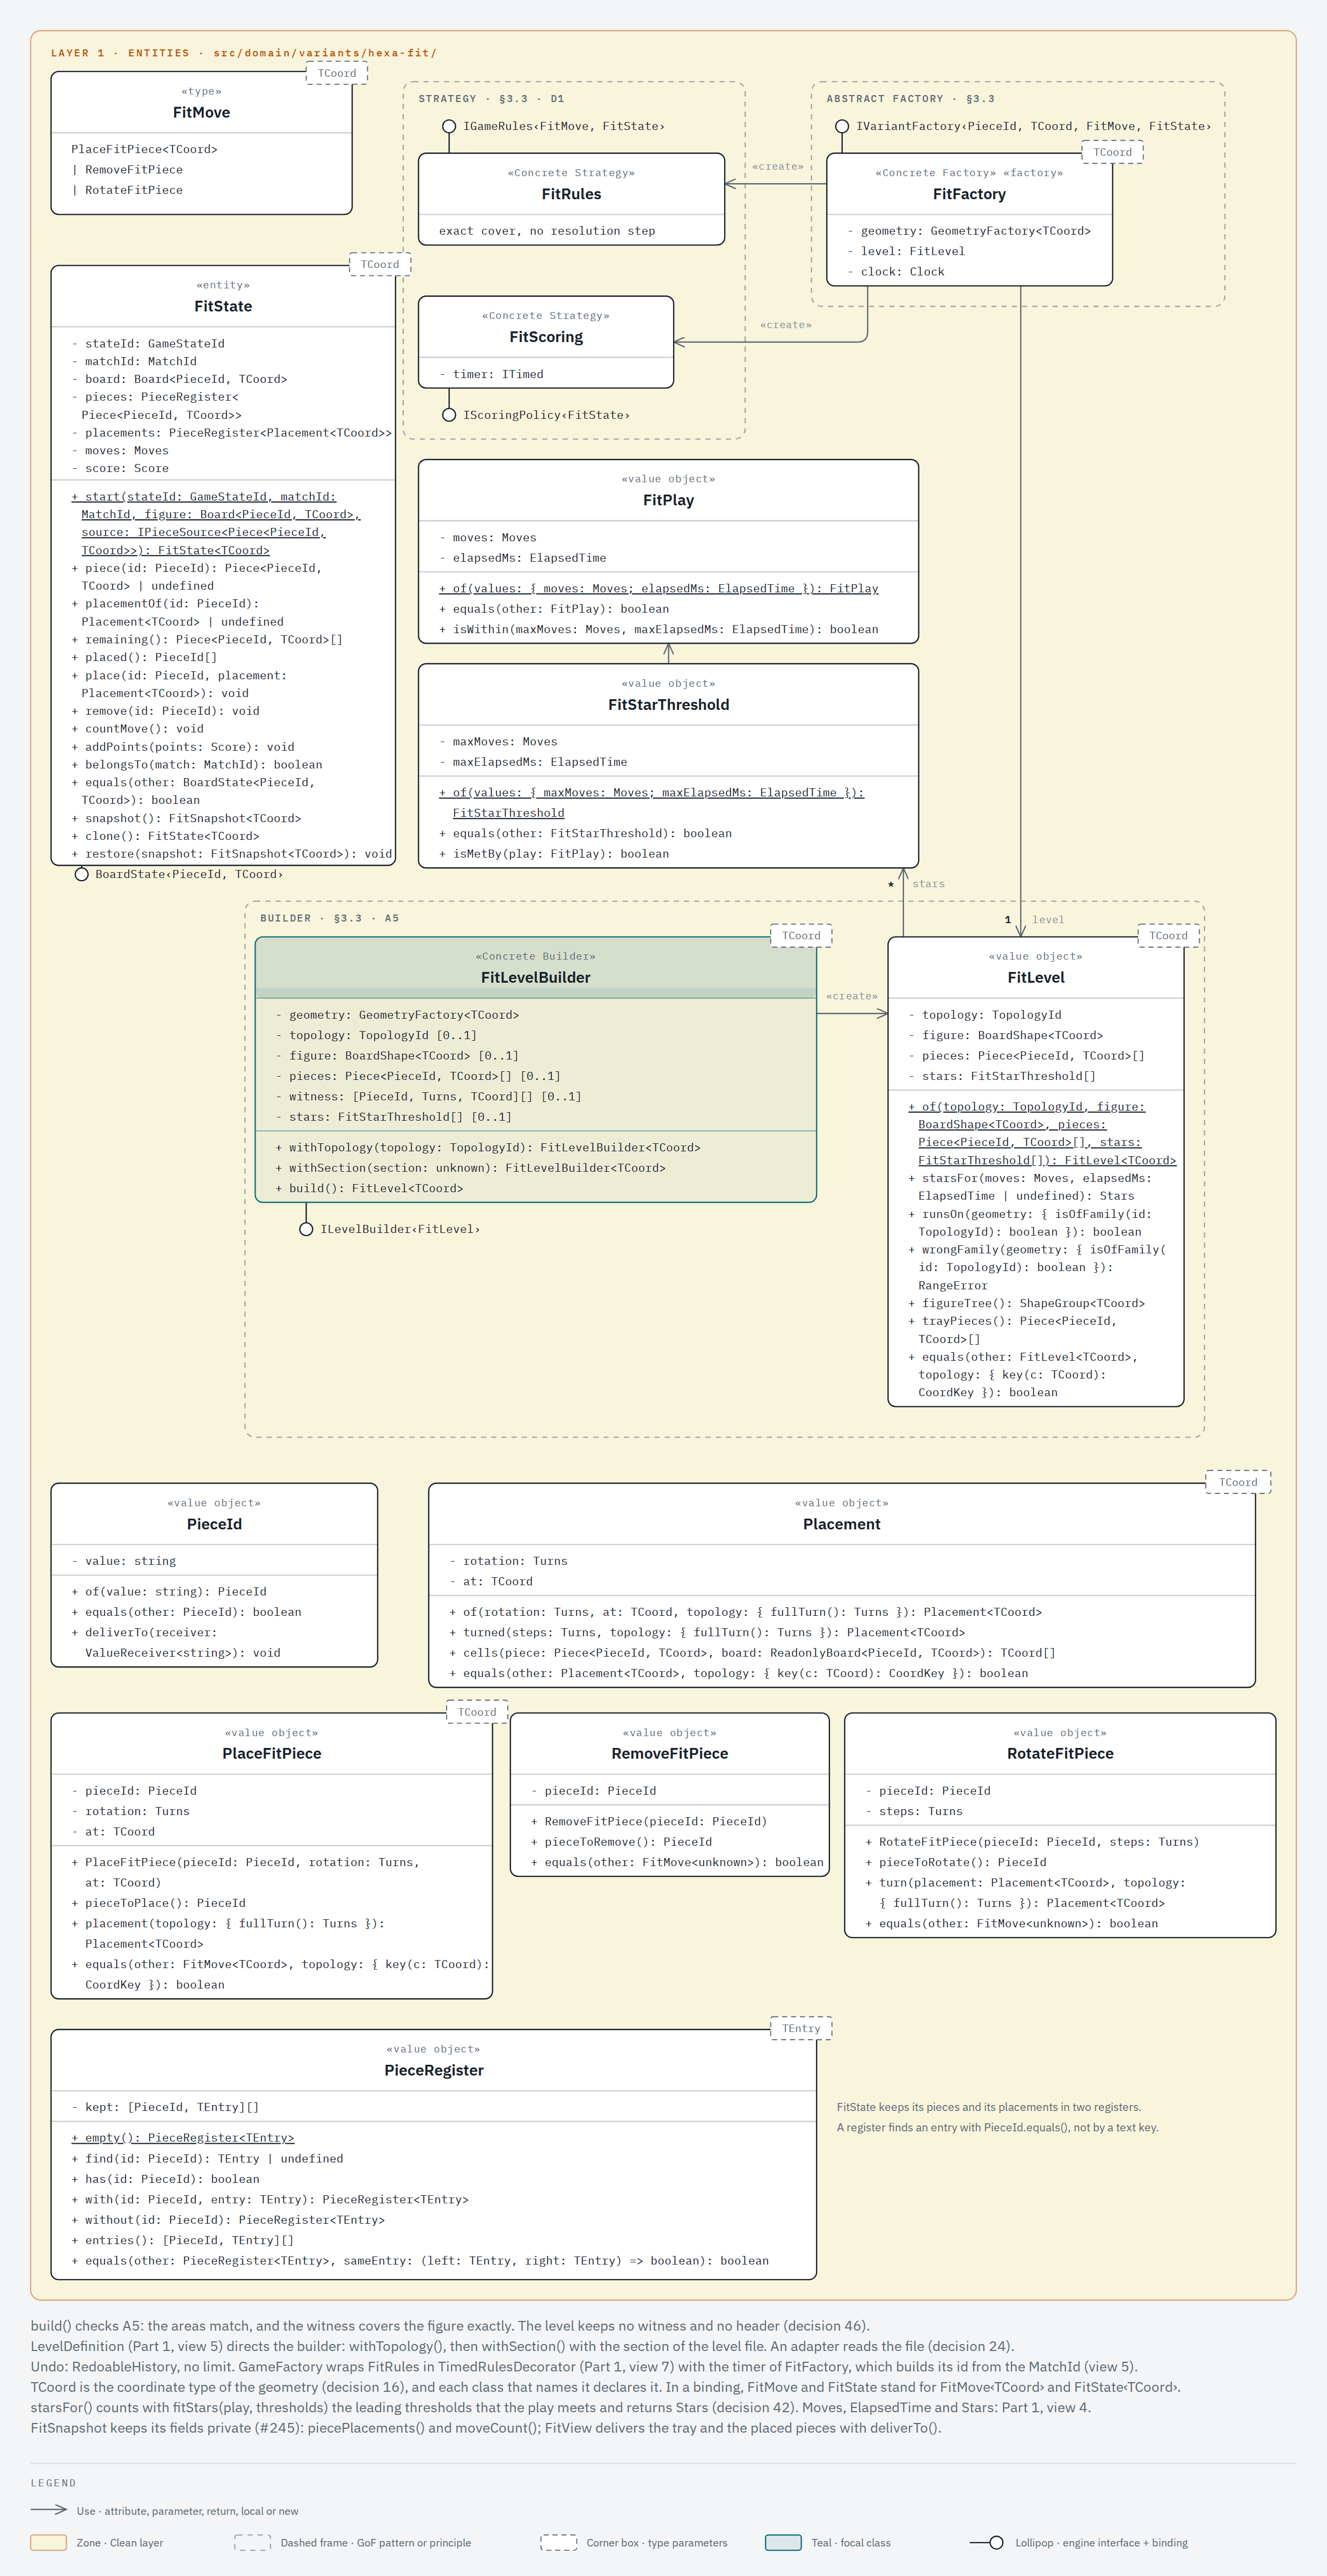 LAYER 1 · ENTITIES · src/domain/variants/hexa-fit/
TCoord
«type»
FitMove
PlaceFitPiece<TCoord>
| RemoveFitPiece
| RotateFitPiece
STRATEGY · §3.3 · D1
IGameRules‹FitMove, FitState›
«Concrete Strategy»
FitRules
exact cover, no resolution step
«create»
ABSTRACT FACTORY · §3.3
IVariantFactory‹PieceId, TCoord, FitMove, FitState›
TCoord
«Concrete Factory» «factory»
FitFactory
- geometry: GeometryFactory<TCoord>
- level: FitLevel
- clock: Clock
«Concrete Strategy»
FitScoring
- timer: ITimed
IScoringPolicy‹FitState›
«create»
TCoord
«entity»
FitState
- stateId: GameStateId
- matchId: MatchId
- board: Board<PieceId, TCoord>
- pieces: PieceRegister<
Piece<PieceId, TCoord>>
- placements: PieceRegister<Placement<TCoord>>
- moves: Moves
- score: Score
+ start(stateId: GameStateId, matchId:
MatchId, figure: Board<PieceId, TCoord>,
source: IPieceSource<Piece<PieceId,
TCoord>>): FitState<TCoord>
+ piece(id: PieceId): Piece<PieceId,
TCoord> | undefined
+ placementOf(id: PieceId):
Placement<TCoord> | undefined
+ remaining(): Piece<PieceId, TCoord>[]
+ placed(): PieceId[]
+ place(id: PieceId, placement:
Placement<TCoord>): void
+ remove(id: PieceId): void
+ countMove(): void
+ addPoints(points: Score): void
+ belongsTo(match: MatchId): boolean
+ equals(other: BoardState<PieceId,
TCoord>): boolean
+ snapshot(): FitSnapshot<TCoord>
+ clone(): FitState<TCoord>
+ restore(snapshot: FitSnapshot<TCoord>): void
BoardState‹PieceId, TCoord›
«value object»
FitPlay
- moves: Moves
- elapsedMs: ElapsedTime
+ of(values: { moves: Moves; elapsedMs: ElapsedTime }): FitPlay
+ equals(other: FitPlay): boolean
+ isWithin(maxMoves: Moves, maxElapsedMs: ElapsedTime): boolean
«value object»
FitStarThreshold
- maxMoves: Moves
- maxElapsedMs: ElapsedTime
+ of(values: { maxMoves: Moves; maxElapsedMs: ElapsedTime }):
FitStarThreshold
+ equals(other: FitStarThreshold): boolean
+ isMetBy(play: FitPlay): boolean
* stars
1 level
BUILDER · §3.3 · A5
TCoord
«Concrete Builder»
FitLevelBuilder
- geometry: GeometryFactory<TCoord>
- topology: TopologyId [0..1]
- figure: BoardShape<TCoord> [0..1]
- pieces: Piece<PieceId, TCoord>[] [0..1]
- witness: [PieceId, Turns, TCoord][] [0..1]
- stars: FitStarThreshold[] [0..1]
+ withTopology(topology: TopologyId): FitLevelBuilder<TCoord>
+ withSection(section: unknown): FitLevelBuilder<TCoord>
+ build(): FitLevel<TCoord>
ILevelBuilder‹FitLevel›
«create»
TCoord
«value object»
FitLevel
- topology: TopologyId
- figure: BoardShape<TCoord>
- pieces: Piece<PieceId, TCoord>[]
- stars: FitStarThreshold[]
+ of(topology: TopologyId, figure:
BoardShape<TCoord>, pieces:
Piece<PieceId, TCoord>[], stars:
FitStarThreshold[]): FitLevel<TCoord>
+ starsFor(moves: Moves, elapsedMs:
ElapsedTime | undefined): Stars
+ runsOn(geometry: { isOfFamily(id:
TopologyId): boolean }): boolean
+ wrongFamily(geometry: { isOfFamily(
id: TopologyId): boolean }):
RangeError
+ figureTree(): ShapeGroup<TCoord>
+ trayPieces(): Piece<PieceId,
TCoord>[]
+ equals(other: FitLevel<TCoord>,
topology: { key(c: TCoord):
CoordKey }): boolean
«value object»
PieceId
- value: string
+ of(value: string): PieceId
+ equals(other: PieceId): boolean
+ deliverTo(receiver:
ValueReceiver<string>): void
TCoord
«value object»
Placement
- rotation: Turns
- at: TCoord
+ of(rotation: Turns, at: TCoord, topology: { fullTurn(): Turns }): Placement<TCoord>
+ turned(steps: Turns, topology: { fullTurn(): Turns }): Placement<TCoord>
+ cells(piece: Piece<PieceId, TCoord>, board: ReadonlyBoard<PieceId, TCoord>): TCoord[]
+ equals(other: Placement<TCoord>, topology: { key(c: TCoord): CoordKey }): boolean
TCoord
«value object»
PlaceFitPiece
- pieceId: PieceId
- rotation: Turns
- at: TCoord
+ PlaceFitPiece(pieceId: PieceId, rotation: Turns,
at: TCoord)
+ pieceToPlace(): PieceId
+ placement(topology: { fullTurn(): Turns }):
Placement<TCoord>
+ equals(other: FitMove<TCoord>, topology: { key(c: TCoord):
CoordKey }): boolean
«value object»
RemoveFitPiece
- pieceId: PieceId
+ RemoveFitPiece(pieceId: PieceId)
+ pieceToRemove(): PieceId
+ equals(other: FitMove<unknown>): boolean
«value object»
RotateFitPiece
- pieceId: PieceId
- steps: Turns
+ RotateFitPiece(pieceId: PieceId, steps: Turns)
+ pieceToRotate(): PieceId
+ turn(placement: Placement<TCoord>, topology:
{ fullTurn(): Turns }): Placement<TCoord>
+ equals(other: FitMove<unknown>): boolean
TEntry
«value object»
PieceRegister
- kept: [PieceId, TEntry][]
+ empty(): PieceRegister<TEntry>
+ find(id: PieceId): TEntry | undefined
+ has(id: PieceId): boolean
+ with(id: PieceId, entry: TEntry): PieceRegister<TEntry>
+ without(id: PieceId): PieceRegister<TEntry>
+ entries(): [PieceId, TEntry][]
+ equals(other: PieceRegister<TEntry>, sameEntry: (left: TEntry, right: TEntry) => boolean): boolean
FitState keeps its pieces and its placements in two registers.
A register finds an entry with PieceId.equals(), not by a text key.
build() checks A5: the areas match, and the witness covers the figure exactly. The level keeps no witness and no header (decision 46).
LevelDefinition (Part 1, view 5) directs the builder: withTopology(), then withSection() with the section of the level file. An adapter reads the file (decision 24).
Undo: RedoableHistory, no limit. GameFactory wraps FitRules in TimedRulesDecorator (Part 1, view 7) with the timer of FitFactory, which builds its id from the MatchId (view 5).
TCoord is the coordinate type of the geometry (decision 16), and each class that names it declares it. In a binding, FitMove and FitState stand for FitMove‹TCoord› and FitState‹TCoord›.
starsFor() counts with fitStars(play, thresholds) the leading thresholds that the play meets and returns Stars (decision 42). Moves, ElapsedTime and Stars: Part 1, view 4.
FitSnapshot keeps its fields private (#245): piecePlacements() and moveCount(); FitView delivers the tray and the placed pieces with deliverTo().
LEGEND
Use · attribute, parameter, return, local or new
Zone · Clean layer
Dashed frame · GoF pattern or principle
Corner box · type parameters
Teal · focal class
Lollipop · engine interface + binding